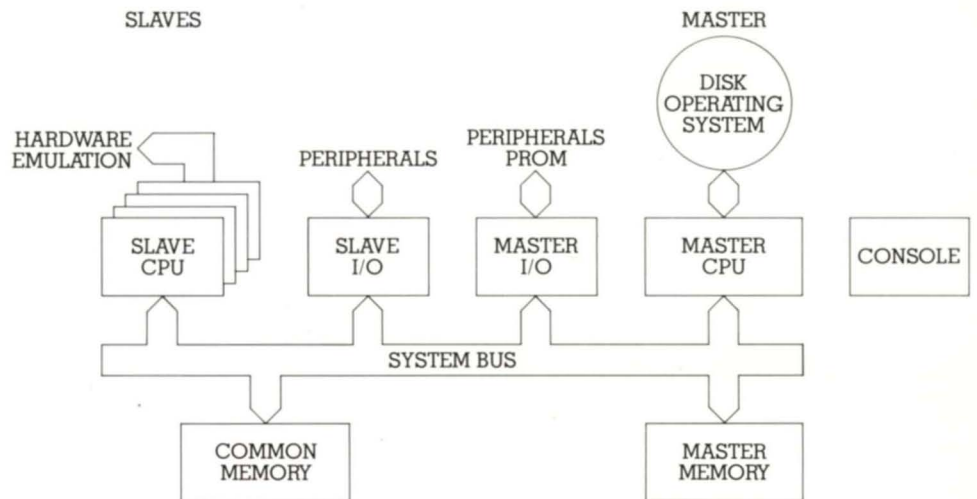 SLAVES
MASTER
DISK
OPERATING
SYSTEM
HARDWARE
EMULATION
PERIPHERALS
PERIPHERALS
PROM
SLAVE
CPU
SLAVE
I/O
MASTER
I/O
MASTER
CPU
CONSOLE
SYSTEM BUS
COMMON
MEMORY
MASTER
MEMORY